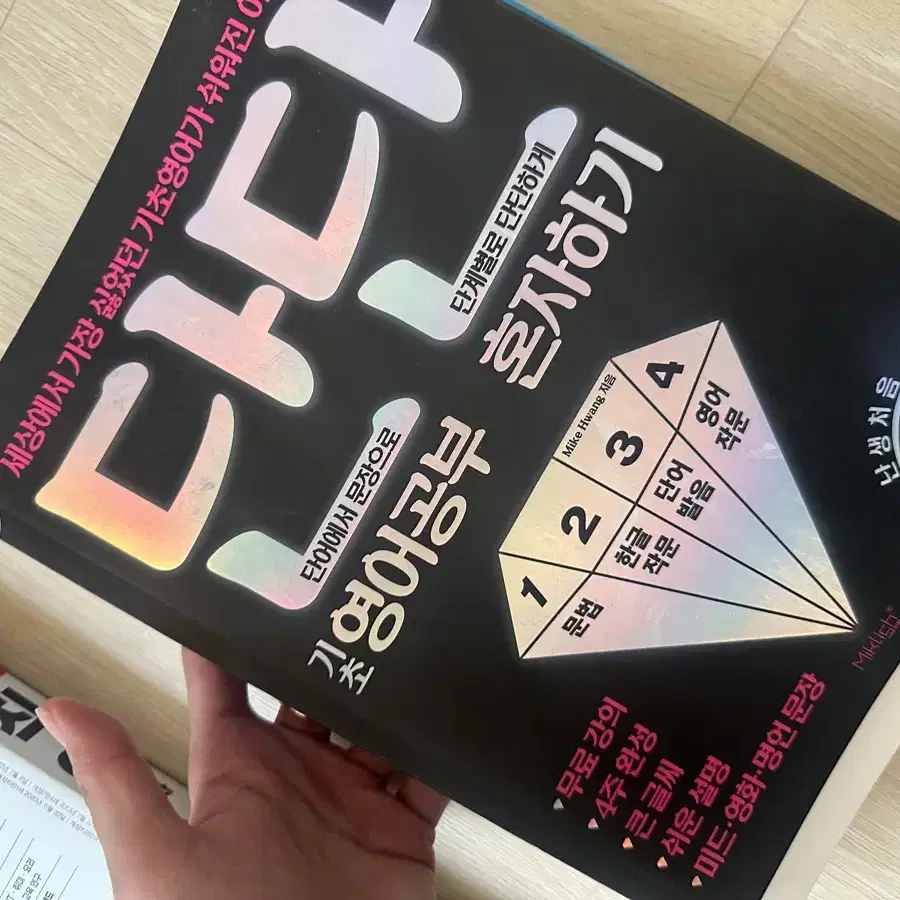 세상에서 가장 싫었던 기초영어가 쉬워진
단단
단어에서 문장으로
단계별로 단단하게
기초 영어공부 혼자하기
Mike Hwang 지음
1 문법
2 한글 작문
3 단어 발음
4 영어 작문
난생처음
무료 강의
4주 완성
큰 글씨
쉬운 설명
미드·영화·명언 문장
Miklish*